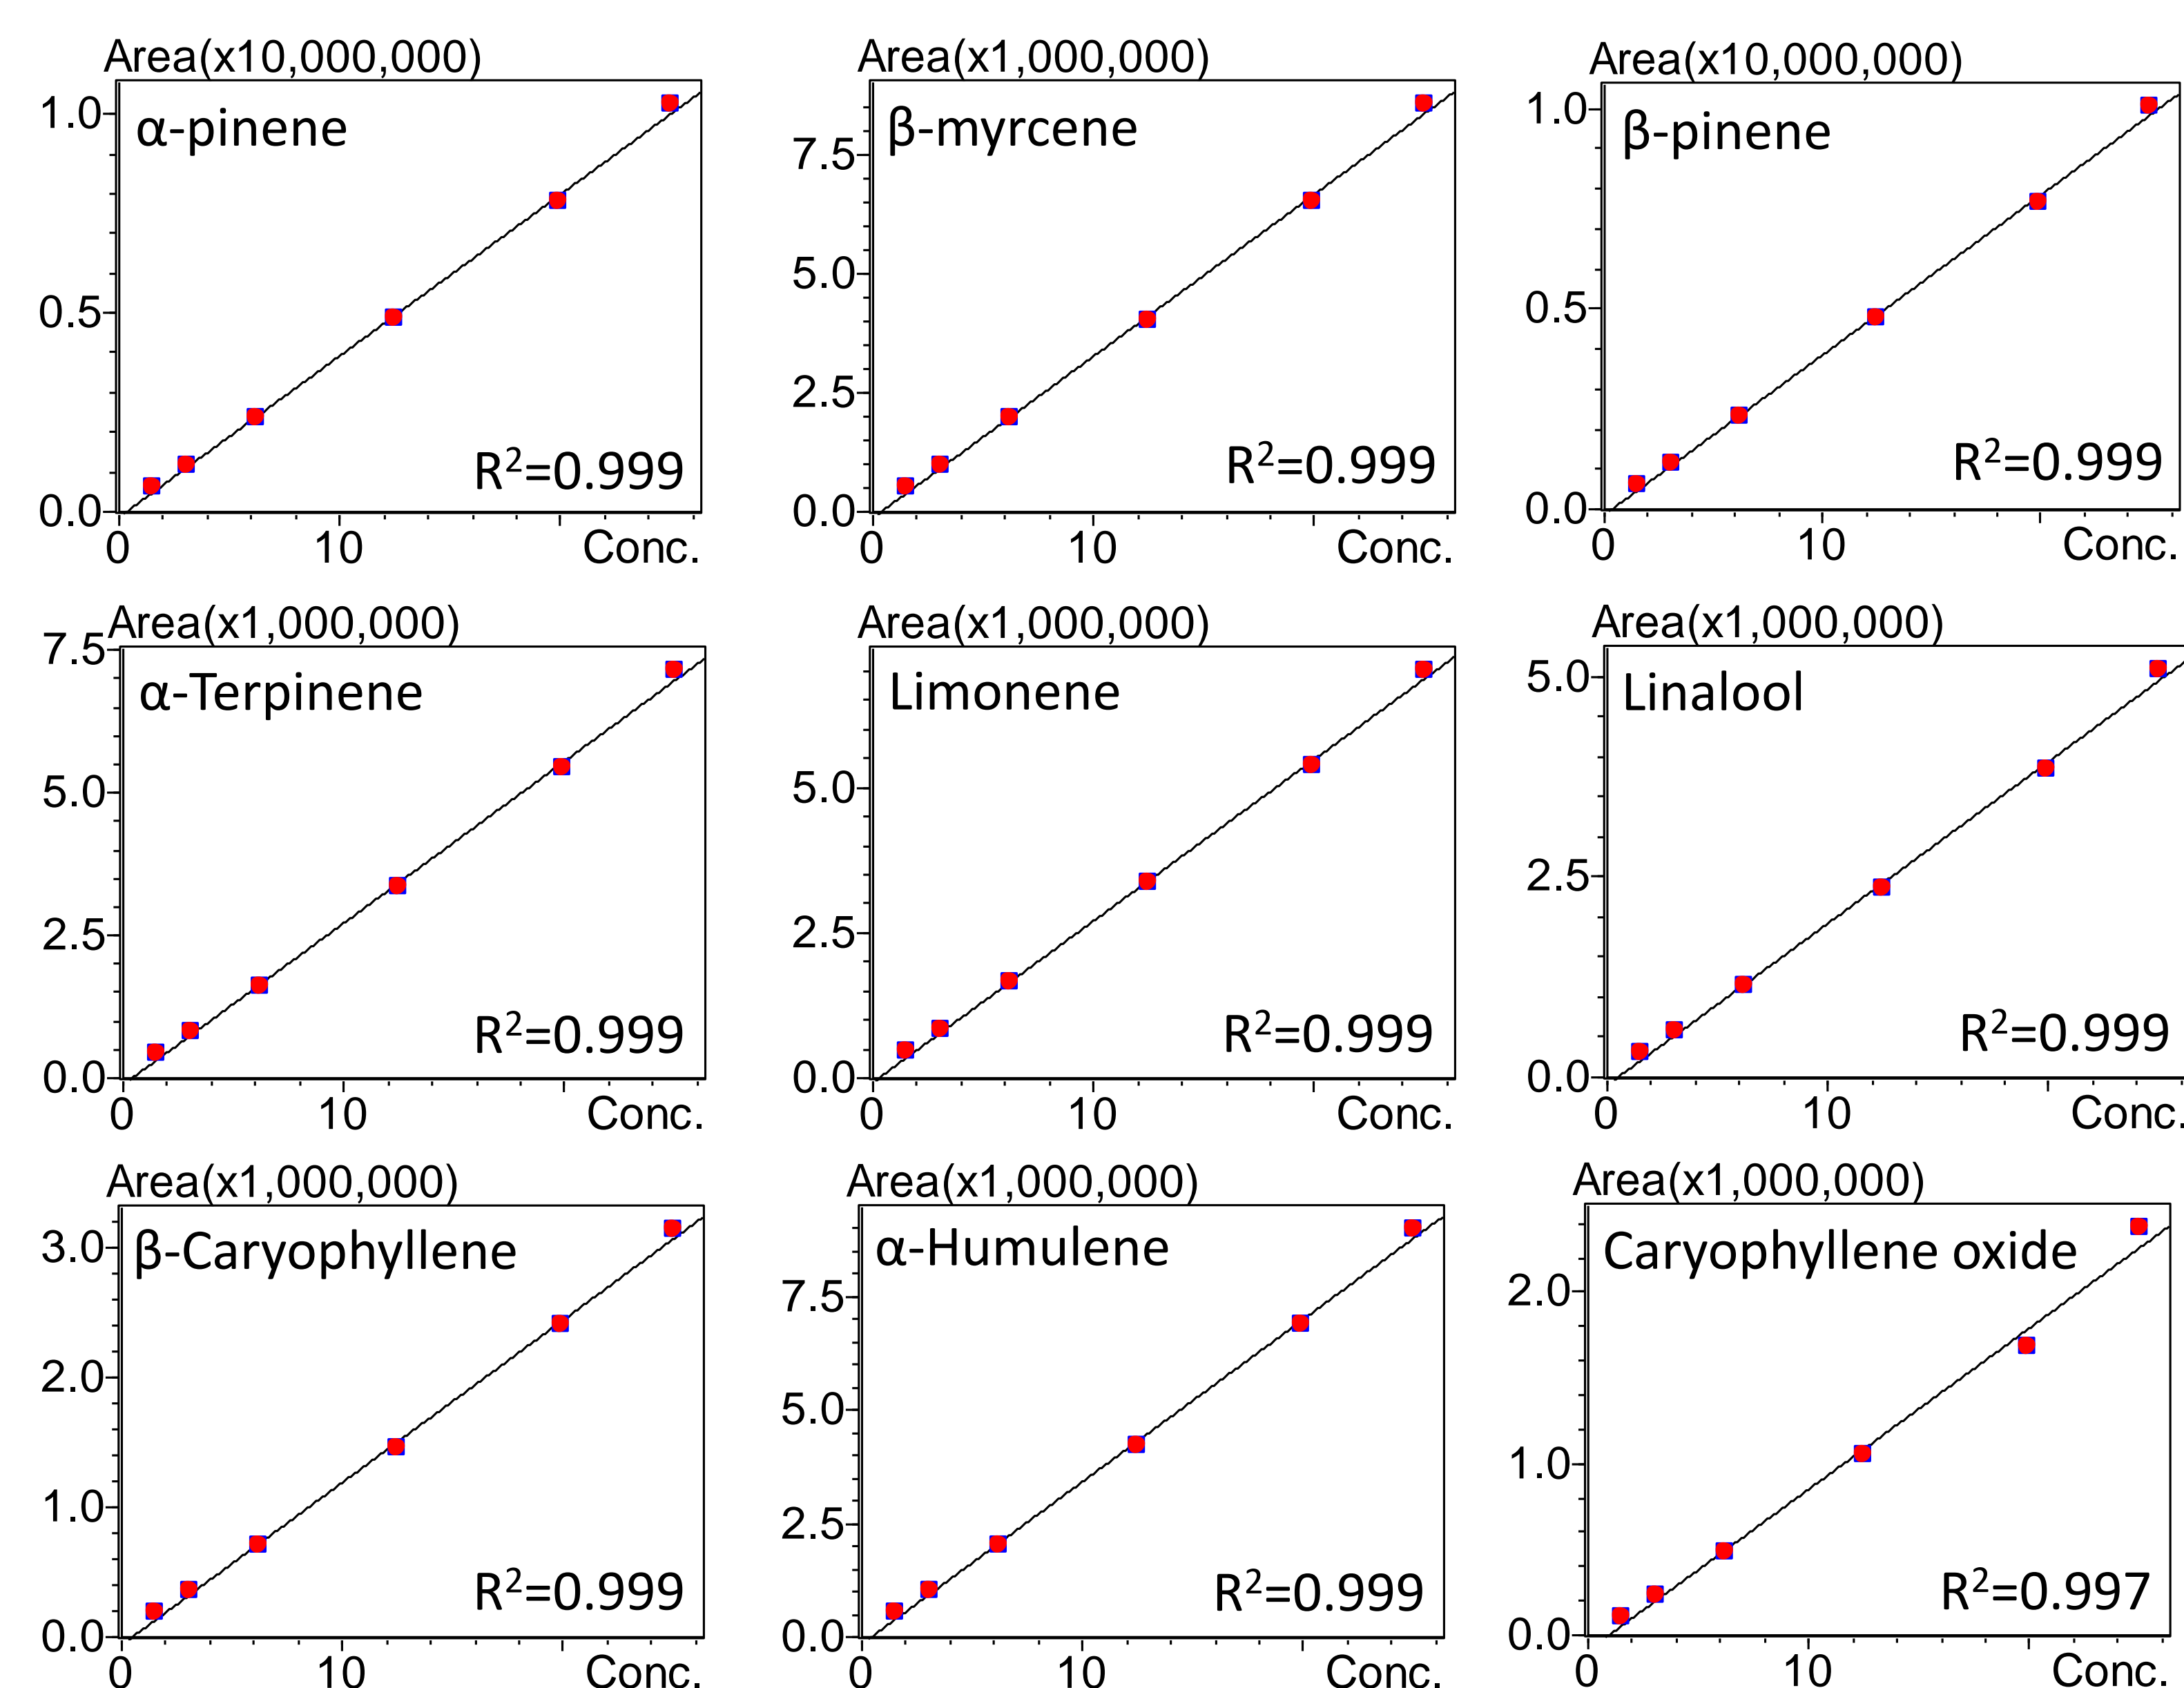 Area(x10,000,000)
α-pinene
1.0
0.5
0.0
R²=0.999
0 10 Conc.
Area(x1,000,000)
β-myrcene
7.5
5.0
2.5
0.0
R²=0.999
0 10 Conc.
Area(x10,000,000)
β-pinene
1.0
0.5
0.0
R²=0.999
0 10 Conc.
Area(x1,000,000)
7.5
α-Terpinene
5.0
2.5
0.0
R²=0.999
0 10 Conc.
Area(x1,000,000)
Limonene
5.0
2.5
0.0
R²=0.999
0 10 Conc.
Area(x1,000,000)
5.0
Linalool
2.5
0.0
R²=0.999
0 10 Conc.
Area(x1,000,000)
3.0
β-Caryophyllene
2.0
1.0
0.0
R²=0.999
0 10 Conc.
Area(x1,000,000)
α-Humulene
7.5
5.0
2.5
0.0
R²=0.999
0 10 Conc.
Area(x1,000,000)
Caryophyllene oxide
2.0
1.0
0.0
R²=0.997
0 10 Conc.